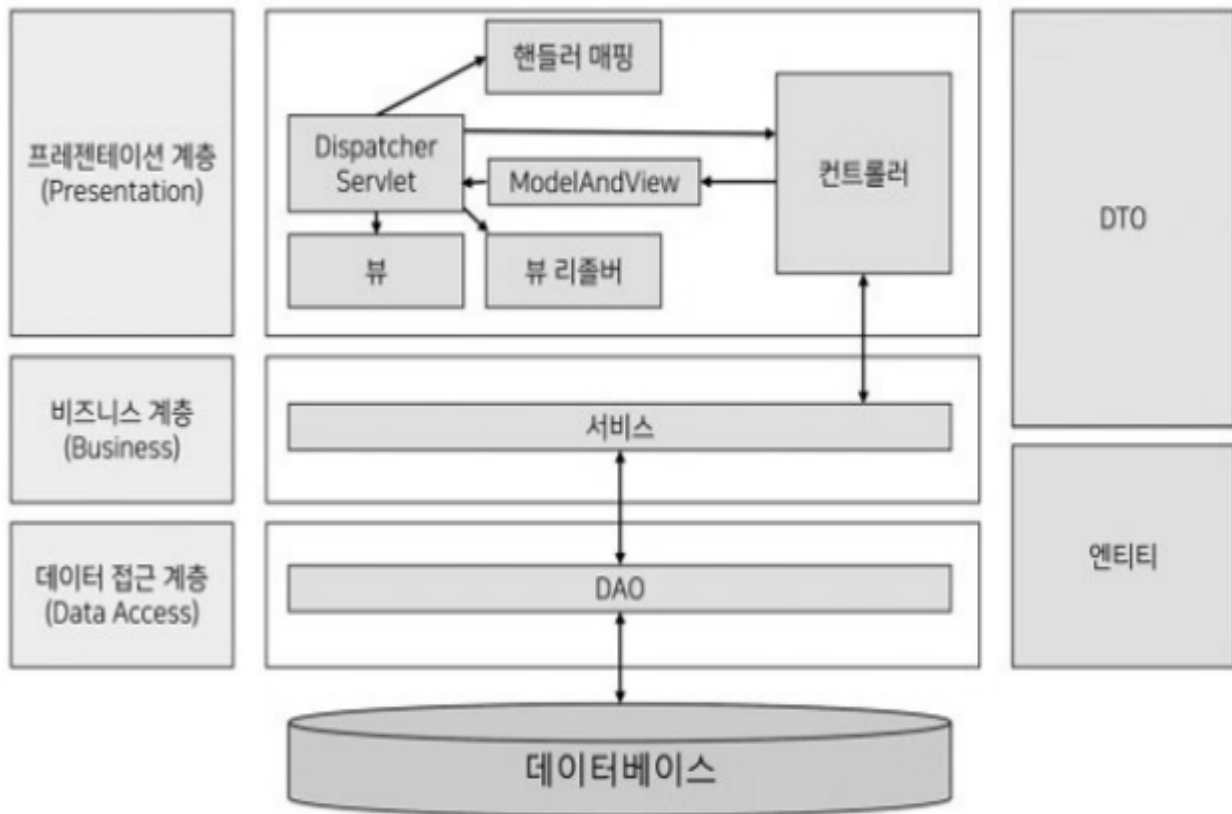 프레젠테이션 계층
(Presentation)
핸들러 매핑
Dispatcher
Servlet
ModelAndView
컨트롤러
뷰
뷰 리졸버
DTO
비즈니스 계층
(Business)
서비스
데이터 접근 계층
(Data Access)
DAO
엔티티
데이터베이스